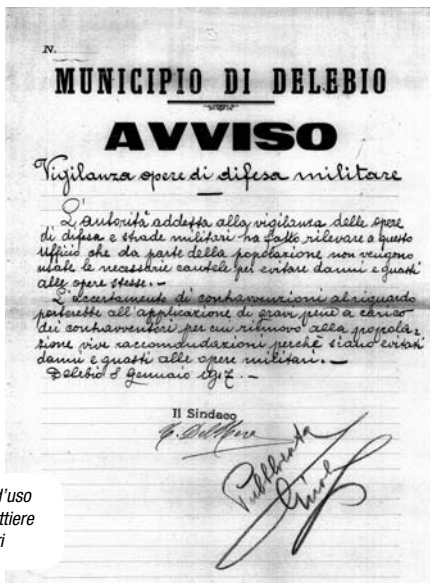 N.
MUNICIPIO DI DELEBIO
AVVISO
Vigilanza opere di difesa militare
L'autorità addetta alla vigilanza delle opere
di difesa e strade militari ha fatto rilevare a questo
Ufficio che da parte della popolazione non vengono
usate le necessarie cautele per evitare danni e guasti
alle opere stesse. -
L'accertamento di contravvenzioni al riguardo
porterebbe all'applicazione di gravi pene a carico
dei contravventori per cui rinnovo alla popola=
zione vive raccomandazioni perchè siano evitati
danni e guasti alle opere militari. -
Delebio 8 Gennaio 1917. -
Il Sindaco
Pubblicata
d'uso
ttiere
ri